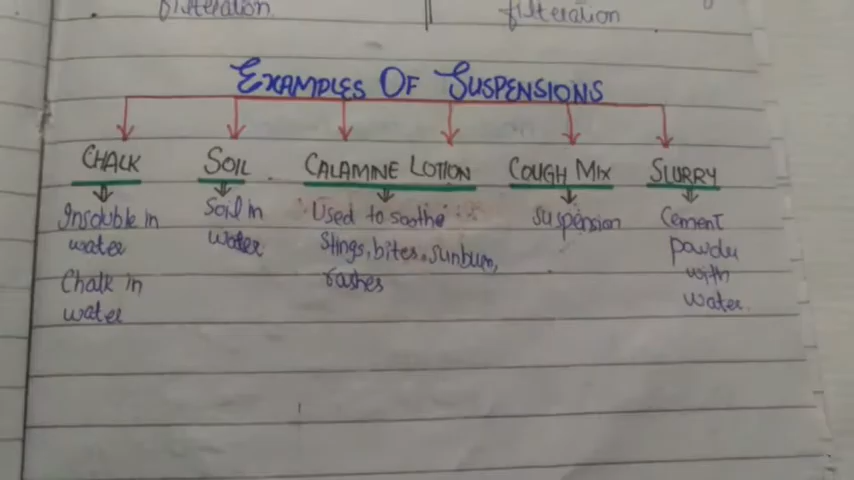 filteration
filteration
EXAMPLES OF SUSPENSIONS
CHALK
Insoluble in
water
Chalk in
water
SOIL
Soil in
water
CALAMINE LOTION
Used to soothe
Stings, bites, sunburn,
rashes
COUGH MIX
Suspension
SLURRY
Cement
powder
with
water.